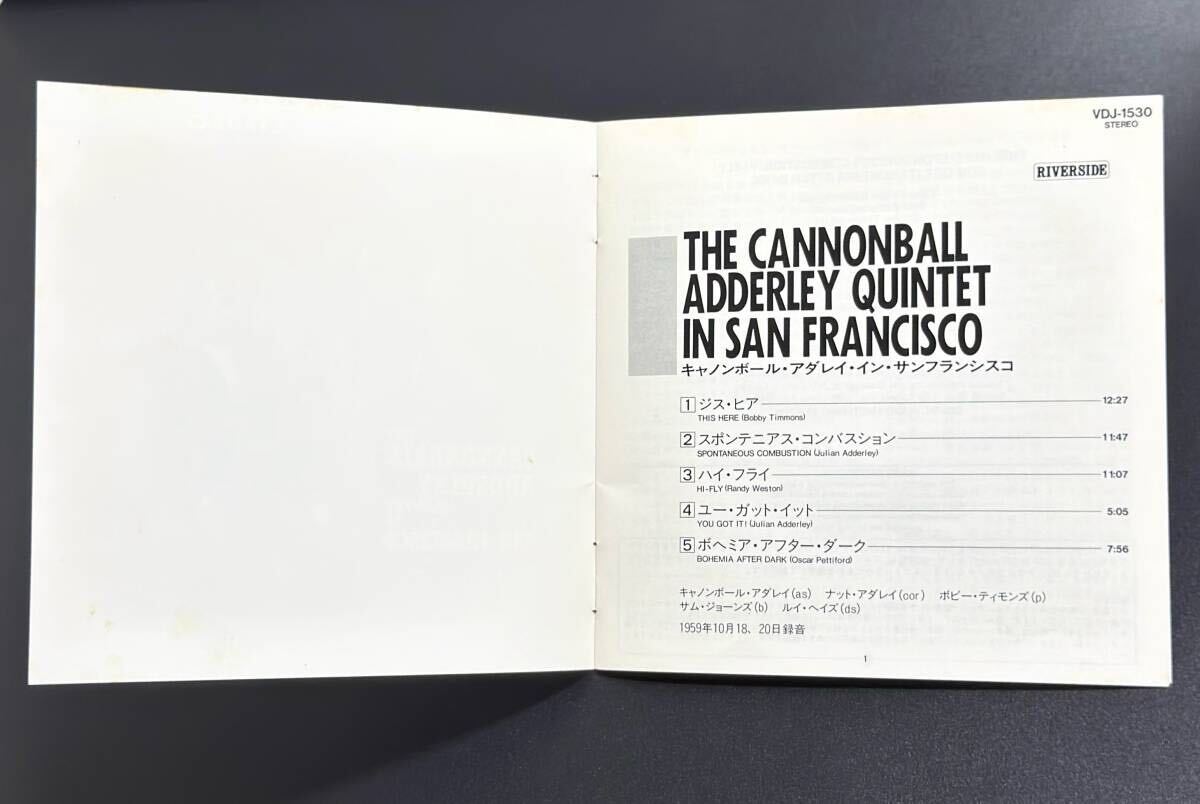 VDJ-1530
STEREO
RIVERSIDE
THE CANNONBALL
ADDERLEY QUINTET
IN SAN FRANCISCO
キャノンボール・アダレイ・イン・サンフランシスコ
1 ジス・ヒア 12:27
THIS HERE (Bobby Timmons)
2 スポンテニアス・コンバスション 11:47
SPONTANEOUS COMBUSTION (Julian Adderley)
3 ハイ・フライ 11:07
HI-FLY (Randy Weston)
4 ユー・ガット・イット 5:05
YOU GOT IT! (Julian Adderley)
5 ボヘミア・アフター・ダーク 7:56
BOHEMIA AFTER DARK (Oscar Pettiford)
キャノンボール・アダレイ(as) ナット・アダレイ(cor) ボビー・ティモンズ(p)
サム・ジョーンズ(b) ルイ・ヘイズ(ds)
1959年10月18、20日録音
1